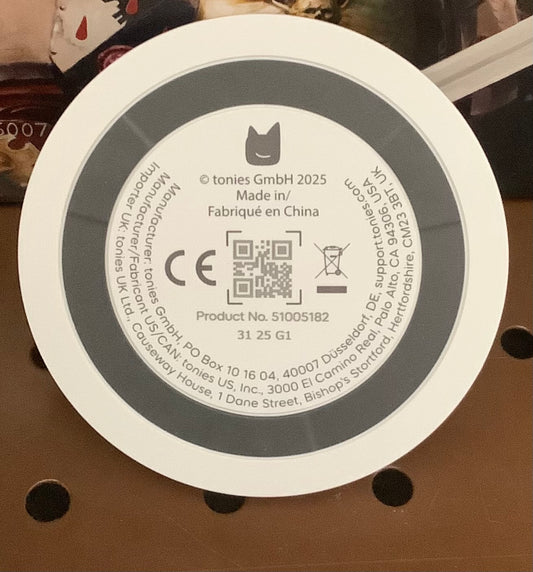 © tonies GmbH 2025
Made in/
Fabriqué en China
CE
Product No. 51005182
31 25 G1
Manufacturer: tonies GmbH, PO Box 10 16 04, 40007 Düsseldorf, DE, support.tonies.com
Manufacturer/Fabricant US/CAN: tonies US, Inc., 3000 El Camino Real, Palo Alto, CA 94306, USA
Importer UK: tonies UK Ltd., Causeway House, 1 Dane Street, Bishop's Stortford, Hertfordshire, CM23 3BT, UK